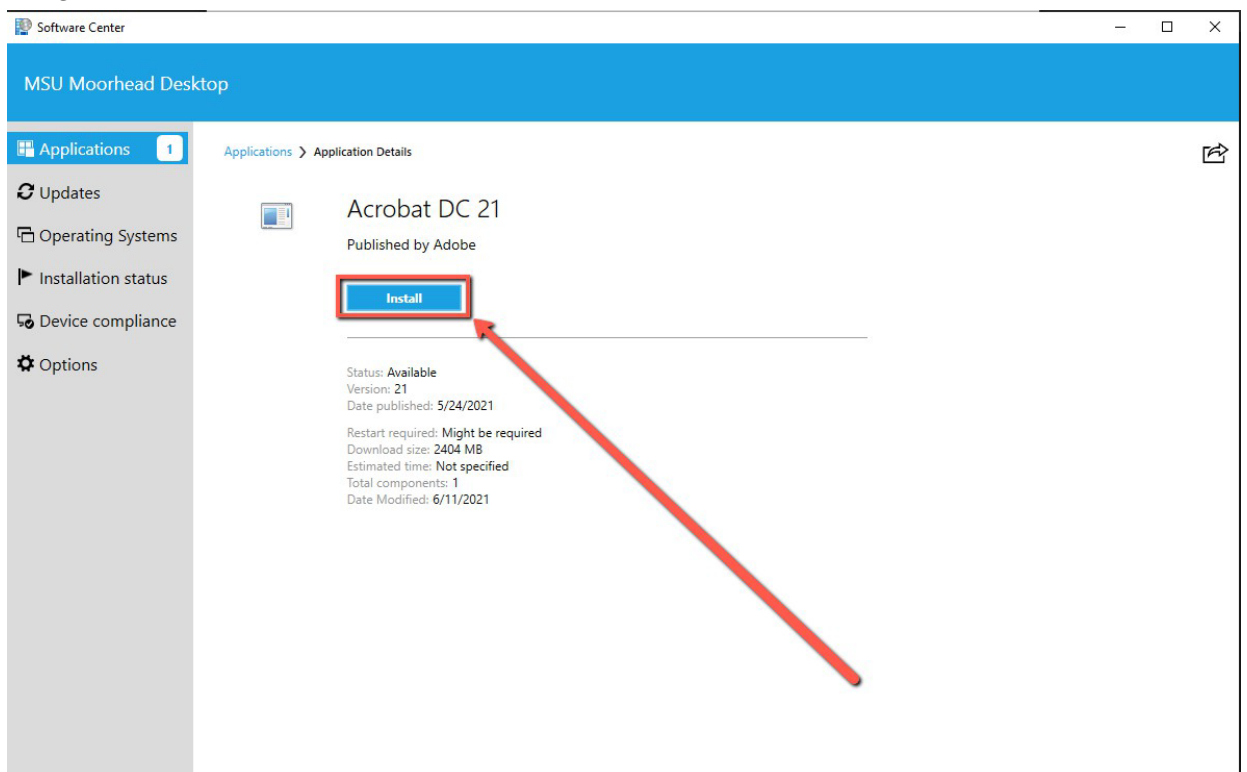 Software Center
MSU Moorhead Desktop
Applications 1
Updates
Operating Systems
Installation status
Device compliance
Options
Applications ❯ Application Details
Acrobat DC 21
Published by Adobe
Install
Status: Available
Version: 21
Date published: 5/24/2021
Restart required: Might be required
Download size: 2404 MB
Estimated time: Not specified
Total components: 1
Date Modified: 6/11/2021